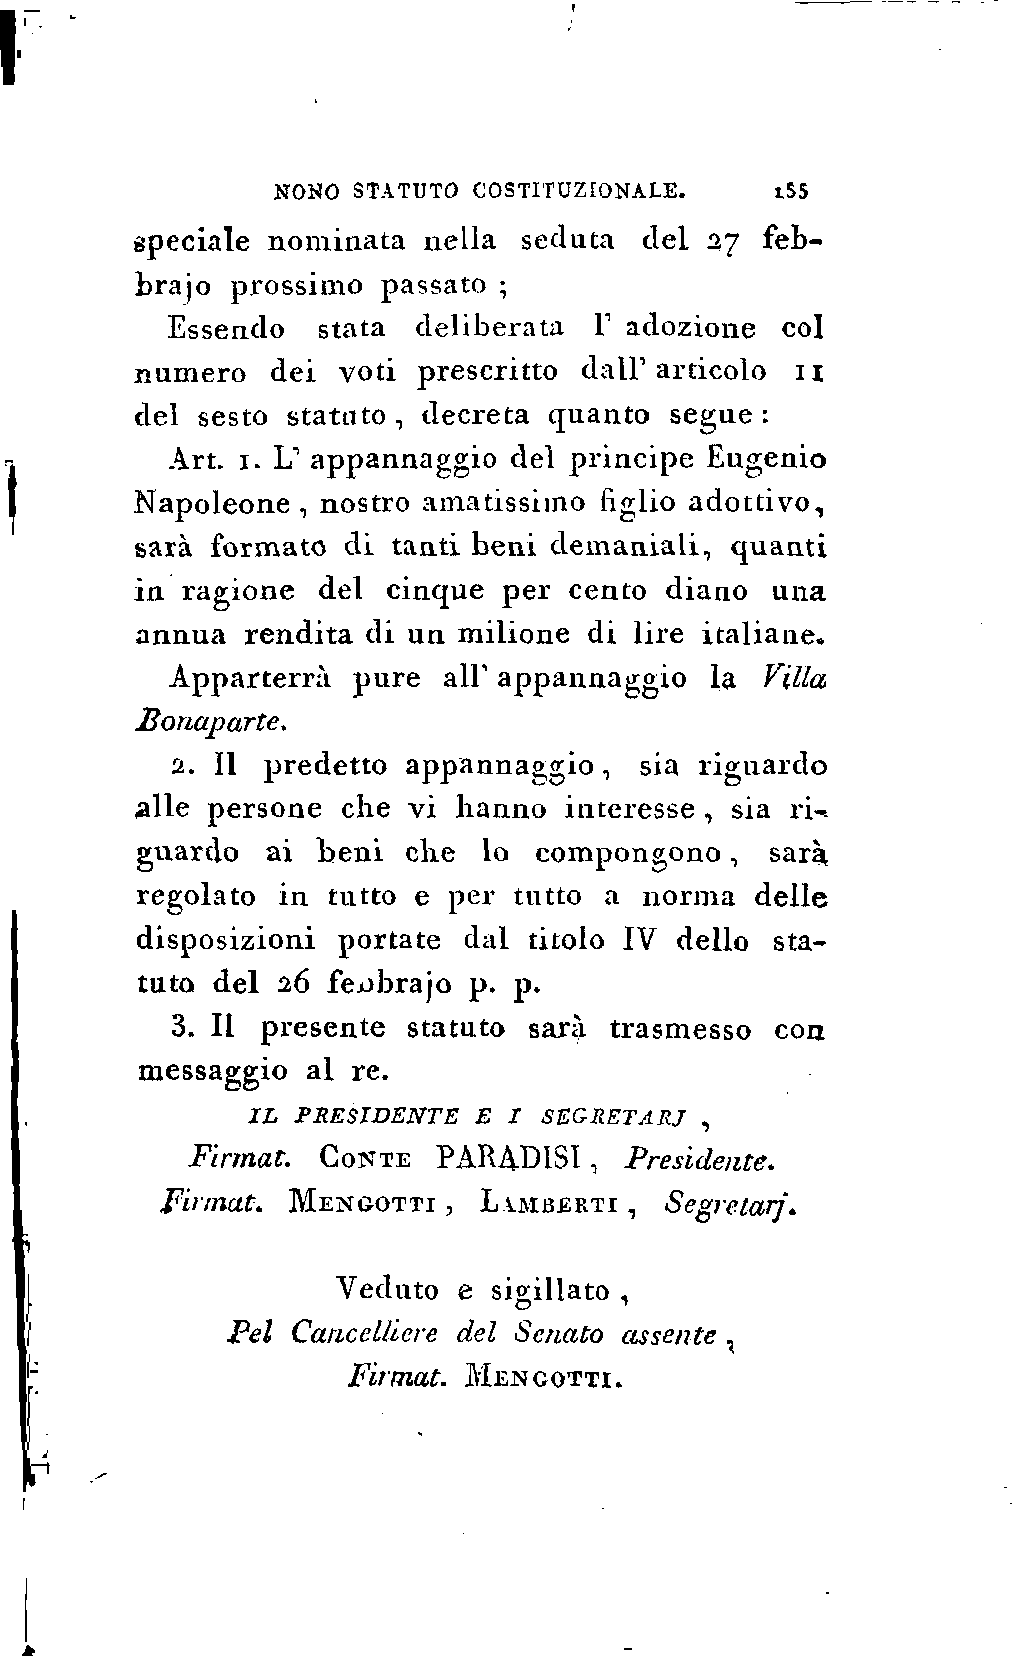 NONO STATUTO COSTITUZIONALE. 155
speciale nominata nella seduta del 27 feb-
brajo prossimo passato ;
Essendo stata deliberata l' adozione col
numero dei voti prescritto dall' articolo 11
del sesto statuto , decreta quanto segue :
Art. 1. L' appannaggio del principe Eugenio
Napoleone , nostro amatissimo figlio adottivo,
sarà formato di tanti beni demaniali, quanti
in ragione del cinque per cento diano una
annua rendita di un milione di lire italiane.
Apparterrà pure all' appannaggio la Villa
Bonaparte.
2. Il predetto appannaggio , sia riguardo
alle persone che vi hanno interesse , sia ri-
guardo ai beni che lo compongono , sarà
regolato in tutto e per tutto a norma delle
disposizioni portate dal titolo IV dello sta-
tuto del 26 febbrajo p. p.
3. Il presente statuto sarà trasmesso con
messaggio al re.
IL PRESIDENTE E I SEGRETARJ ,
Firmat. CONTE PARADISI , Presidente.
Firmat. MENGOTTI , LAMBERTI , Segretarj.
Veduto e sigillato ,
Pel Cancelliere del Senato assente ,
Firmat. MENGOTTI.